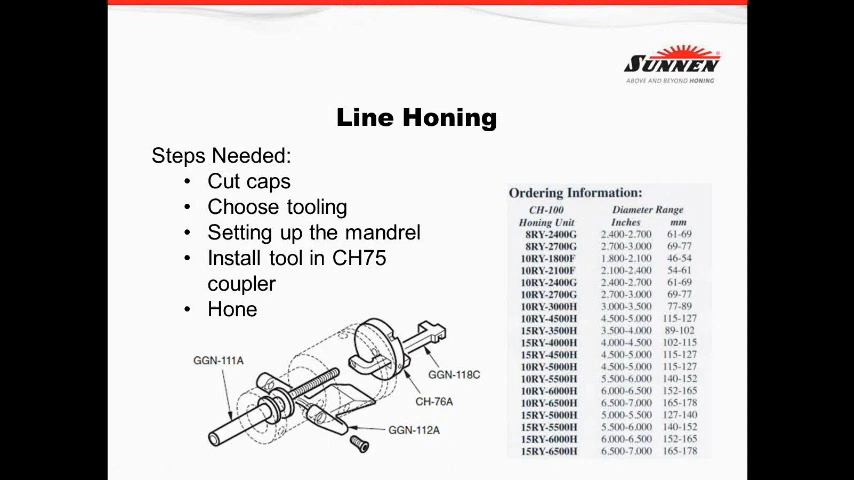 SUNNEN
ABOVE AND BEYOND HONING
Line Honing
Steps Needed:
• Cut caps
• Choose tooling
• Setting up the mandrel
• Install tool in CH75
coupler
• Hone
GGN-111A
GGN-118C
CH-76A
GGN-112A
Ordering Information:
CH-100 Diameter Range
Honing Unit Inches mm
8RY-2400G 2.400-2.700 61-69
8RY-2700G 2.700-3.000 69-77
10RY-1800F 1.800-2.100 46-54
10RY-2100F 2.100-2.400 54-61
10RY-2400G 2.400-2.700 61-69
10RY-2700G 2.700-3.000 69-77
10RY-3000H 3.000-3.500 77-89
10RY-4500H 4.500-5.000 115-127
15RY-3500H 3.500-4.000 89-102
15RY-4000H 4.000-4.500 102-115
15RY-4500H 4.500-5.000 115-127
10RY-5000H 4.500-5.000 115-127
10RY-5500H 5.500-6.000 140-152
10RY-6000H 6.000-6.500 152-165
10RY-6500H 6.500-7.000 165-178
15RY-5000H 5.000-5.500 127-140
15RY-5500H 5.500-6.000 140-152
15RY-6000H 6.000-6.500 152-165
15RY-6500H 6.500-7.000 165-178